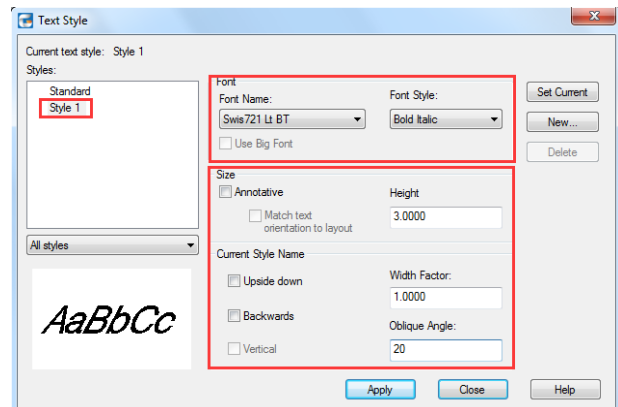 Text Style
Current text style: Style 1
Styles:
Standard
Style 1
All styles
AaBbCc
Font
Font Name:
Swis721 Lt BT
Use Big Font
Font Style:
Bold Italic
Size
Annotative
Match text
orientation to layout
Height
3.0000
Current Style Name
Upside down
Backwards
Vertical
Width Factor:
1.0000
Oblique Angle:
20
Set Current
New...
Delete
Apply
Close
Help